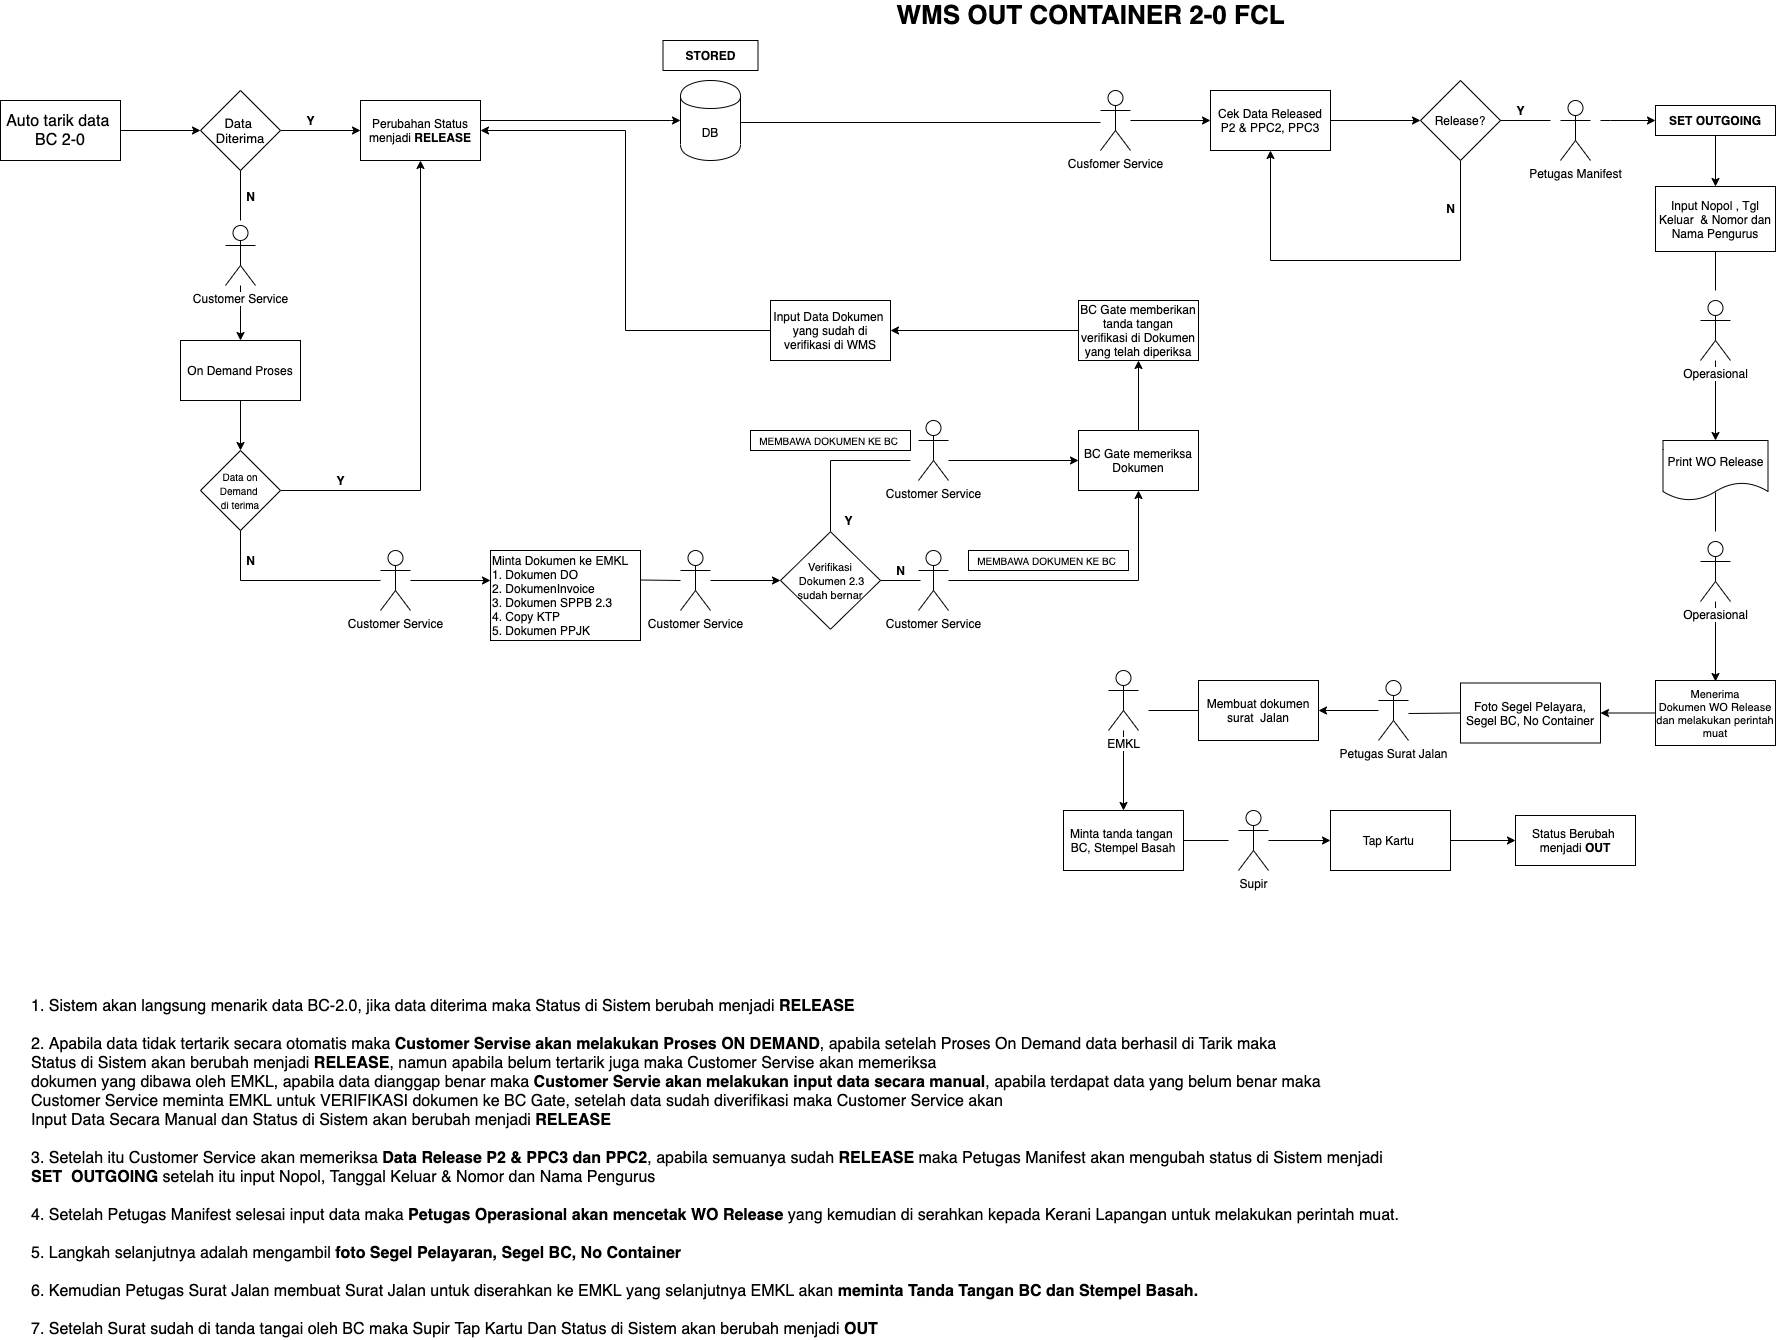 WMS OUT CONTAINER 2-0 FCL
STORED
DB
Auto tarik data
BC 2-0
Data
Diterima
Y
N
Perubahan Status
menjadi RELEASE
Cusfomer Service
Cek Data Released
P2 & PPC2, PPC3
Release?
Y
N
Petugas Manifest
SET OUTGOING
Input Nopol , Tgl
Keluar & Nomor dan
Nama Pengurus
Customer Service
On Demand Proses
Data on
Demand
di terima
Y
N
Input Data Dokumen
yang sudah di
verifikasi di WMS
BC Gate memberikan
tanda tangan
verifikasi di Dokumen
yang telah diperiksa
Operasional
Print WO Release
MEMBAWA DOKUMEN KE BC
Customer Service
BC Gate memeriksa
Dokumen
Customer Service
Minta Dokumen ke EMKL
1. Dokumen DO
2. DokumenInvoice
3. Dokumen SPPB 2.3
4. Copy KTP
5. Dokumen PPJK
Customer Service
Verifikasi
Dokumen 2.3
sudah bernar
Y
N
Customer Service
MEMBAWA DOKUMEN KE BC
Operasional
Menerima
Dokumen WO Release
dan melakukan perintah
muat
Foto Segel Pelayara,
Segel BC, No Container
Petugas Surat Jalan
Membuat dokumen
surat Jalan
EMKL
Minta tanda tangan
BC, Stempel Basah
Supir
Tap Kartu
Status Berubah
menjadi OUT
1. Sistem akan langsung menarik data BC-2.0, jika data diterima maka Status di Sistem berubah menjadi RELEASE
2. Apabila data tidak tertarik secara otomatis maka Customer Servise akan melakukan Proses ON DEMAND, apabila setelah Proses On Demand data berhasil di Tarik maka
Status di Sistem akan berubah menjadi RELEASE, namun apabila belum tertarik juga maka Customer Servise akan memeriksa
dokumen yang dibawa oleh EMKL, apabila data dianggap benar maka Customer Servie akan melakukan input data secara manual, apabila terdapat data yang belum benar maka
Customer Service meminta EMKL untuk VERIFIKASI dokumen ke BC Gate, setelah data sudah diverifikasi maka Customer Service akan
Input Data Secara Manual dan Status di Sistem akan berubah menjadi RELEASE
3. Setelah itu Customer Service akan memeriksa Data Release P2 & PPC3 dan PPC2, apabila semuanya sudah RELEASE maka Petugas Manifest akan mengubah status di Sistem menjadi
SET OUTGOING setelah itu input Nopol, Tanggal Keluar & Nomor dan Nama Pengurus
4. Setelah Petugas Manifest selesai input data maka Petugas Operasional akan mencetak WO Release yang kemudian di serahkan kepada Kerani Lapangan untuk melakukan perintah muat.
5. Langkah selanjutnya adalah mengambil foto Segel Pelayaran, Segel BC, No Container
6. Kemudian Petugas Surat Jalan membuat Surat Jalan untuk diserahkan ke EMKL yang selanjutnya EMKL akan meminta Tanda Tangan BC dan Stempel Basah.
7. Setelah Surat sudah di tanda tangai oleh BC maka Supir Tap Kartu Dan Status di Sistem akan berubah menjadi OUT